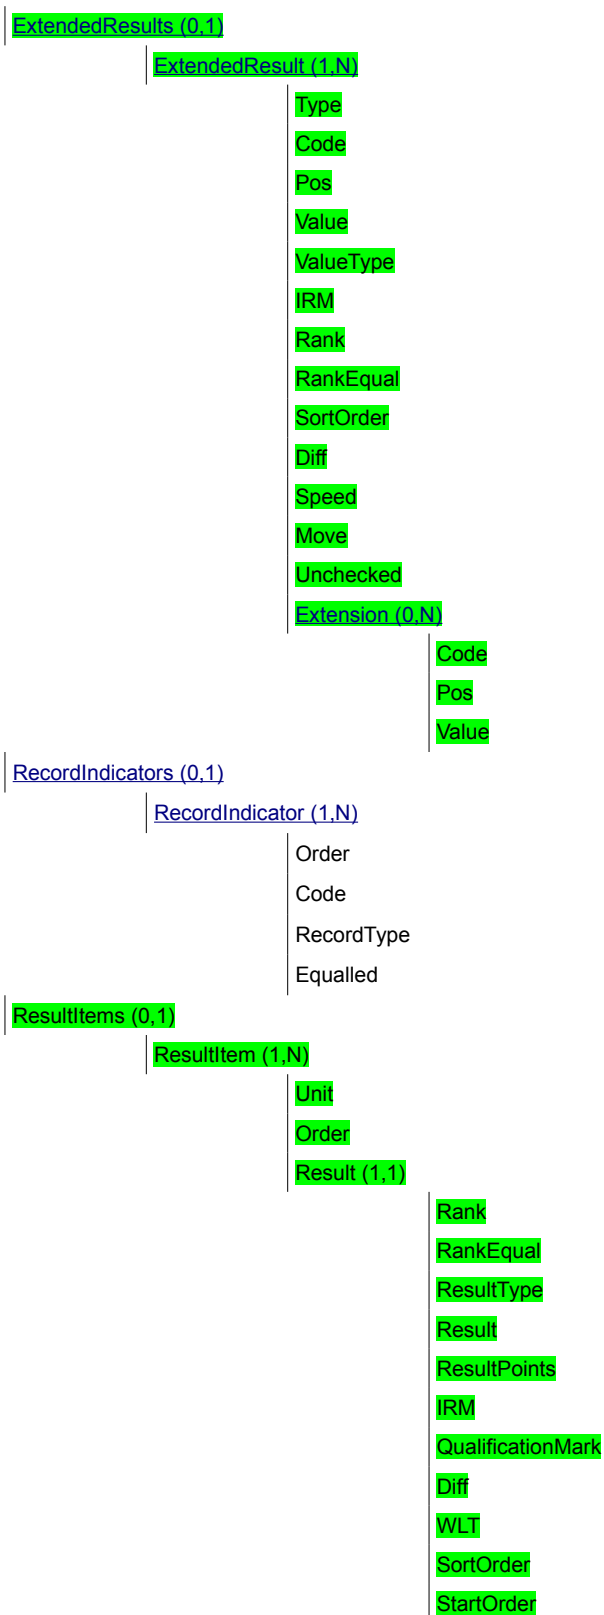 ExtendedResults (0,1)
ExtendedResult (1,N)
Type
Code
Pos
Value
ValueType
IRM
Rank
RankEqual
SortOrder
Diff
Speed
Move
Unchecked
Extension (0,N)
Code
Pos
Value
RecordIndicators (0,1)
RecordIndicator (1,N)
Order
Code
RecordType
Equalled
ResultItems (0,1)
ResultItem (1,N)
Unit
Order
Result (1,1)
Rank
RankEqual
ResultType
Result
ResultPoints
IRM
QualificationMark
Diff
WLT
SortOrder
StartOrder